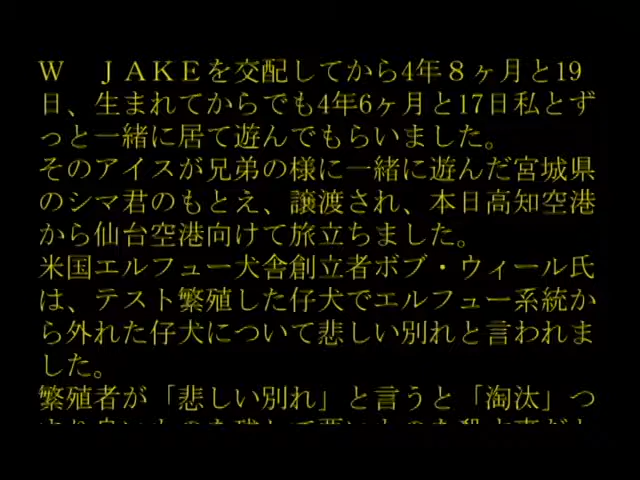 Ｗ　ＪＡＫＥを交配してから4年８ヶ月と19
日、生まれてからでも4年6ヶ月と17日私とず
っと一緒に居て遊んでもらいました。
そのアイスが兄弟の様に一緒に遊んだ宮城県
のシマ君のもとえ、譲渡され、本日高知空港
から仙台空港向けて旅立ちました。
米国エルフュー犬舎創立者ボブ・ウィール氏
は、テスト繁殖した仔犬でエルフュー系統か
ら外れた仔犬について悲しい別れと言われま
した。
繁殖者が「悲しい別れ」と言うと「淘汰」つ